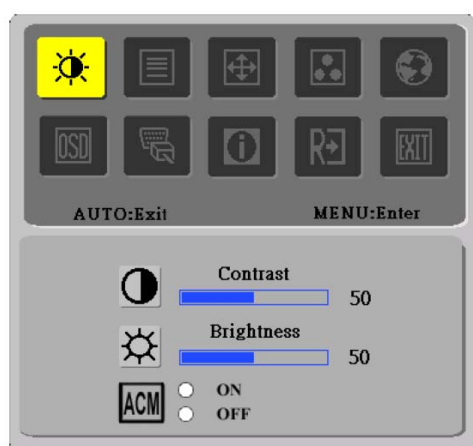 OSD i R EXIT
AUTO:Exit MENU:Enter
Contrast
50
Brightness
50
ACM ON
OFF